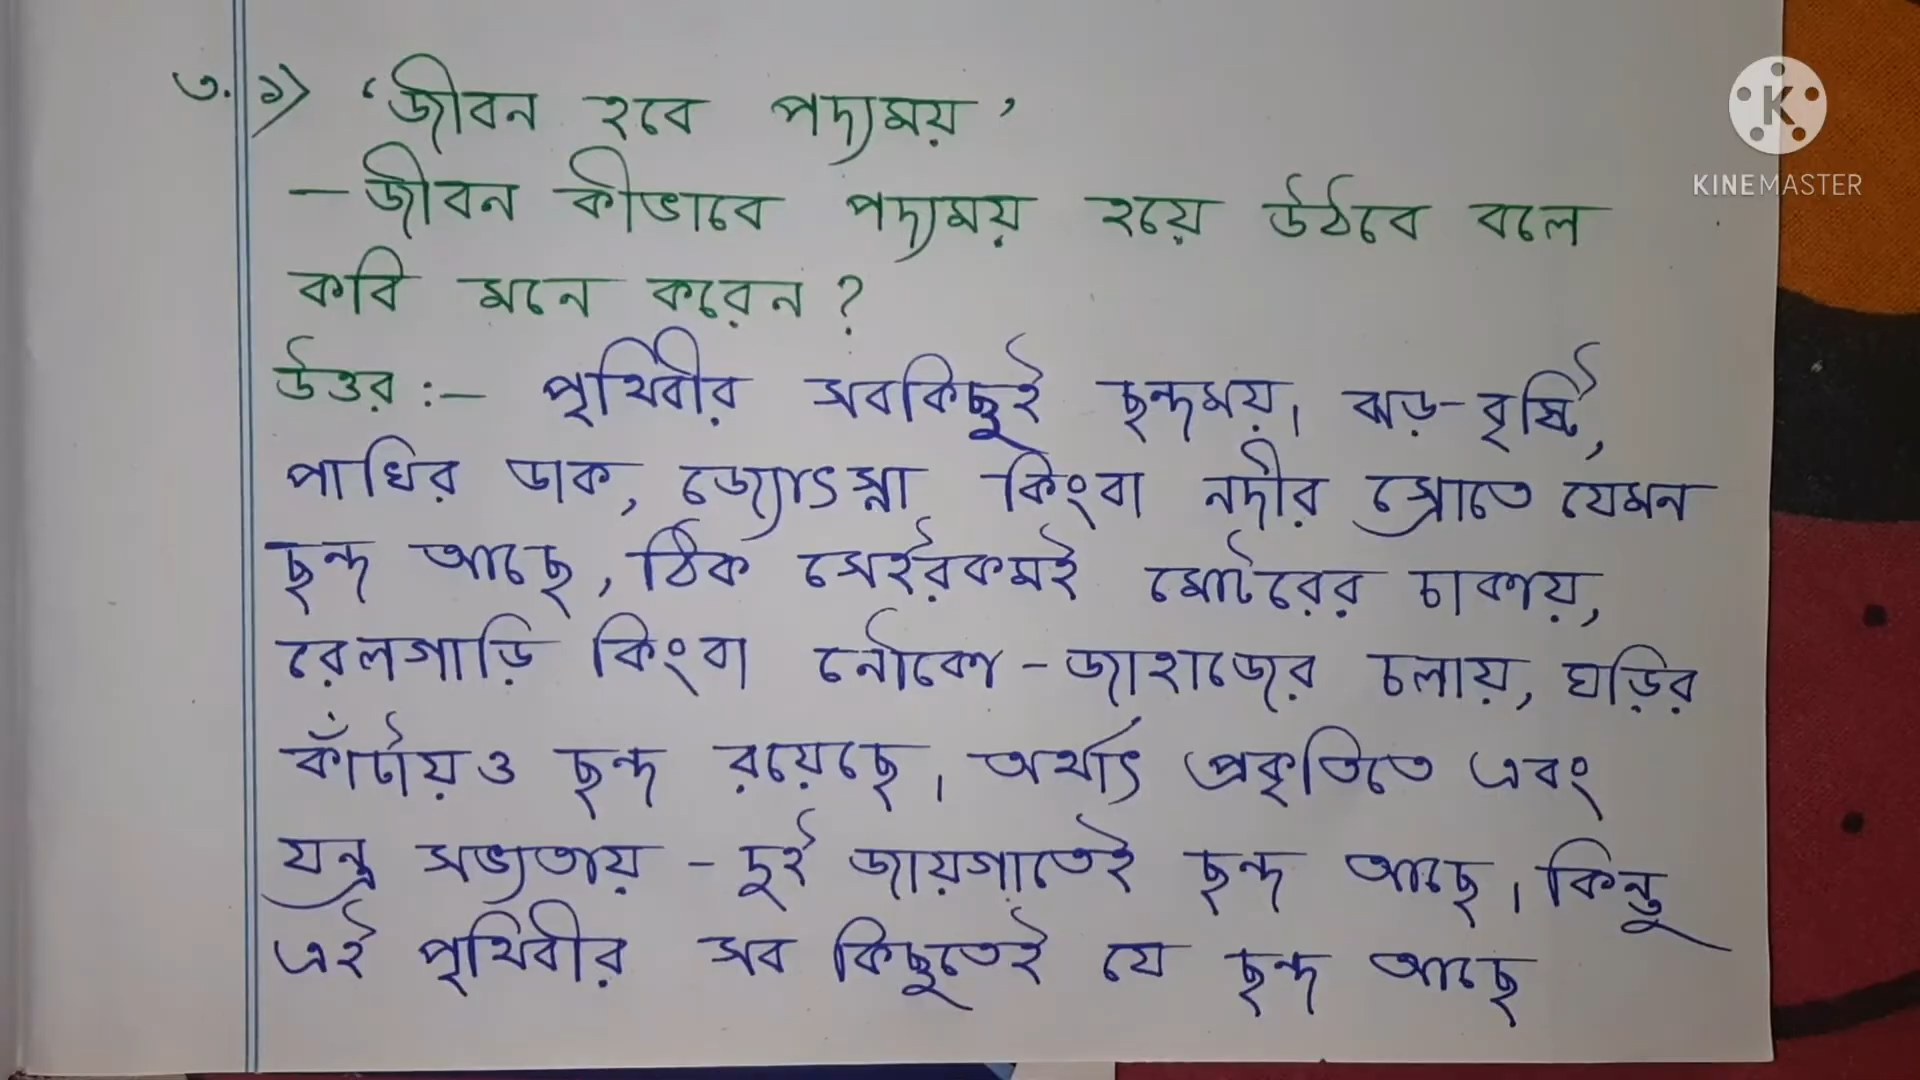 ৩. ১) 'জীবন হবে পদ্যময়'
– জীবন কীভাবে পদ্যময় হয়ে উঠবে বলে
কবি মনে করেন ?
উত্তর :– পৃথিবীর সবকিছুই ছন্দময়। ঝড়-বৃষ্টি,
পাখির ডাক, জ্যোৎস্না কিংবা নদীর স্রোতে যেমন
ছন্দ আছে, ঠিক সেইরকমই মোটরের চাকায়,
রেলগাড়ি কিংবা নৌকো-জাহাজের চলায়, ঘড়ির
কাঁটায়ও ছন্দ রয়েছে। অর্থাৎ প্রকৃতিতে এবং
যন্ত্র সভ্যতায় - দুই জায়গাতেই ছন্দ আছে। কিন্তু
এই পৃথিবীর সব কিছুতেই যে ছন্দ আছে
K
KINEMASTER